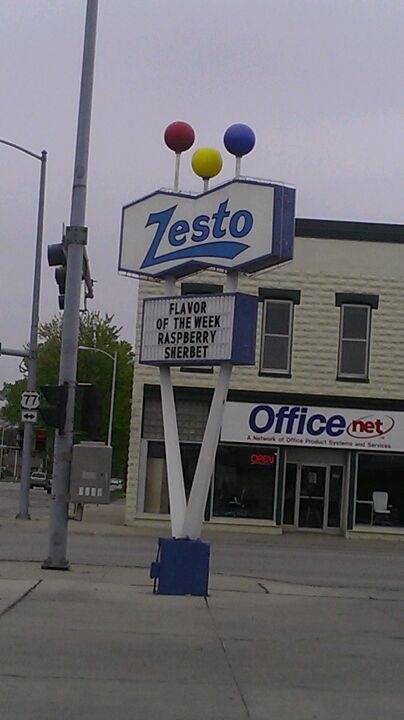 Zesto
FLAVOR
OF THE WEEK
RASPBERRY
SHERBET
77
Office net
A Network of Office Product Systems and Services
OPEN